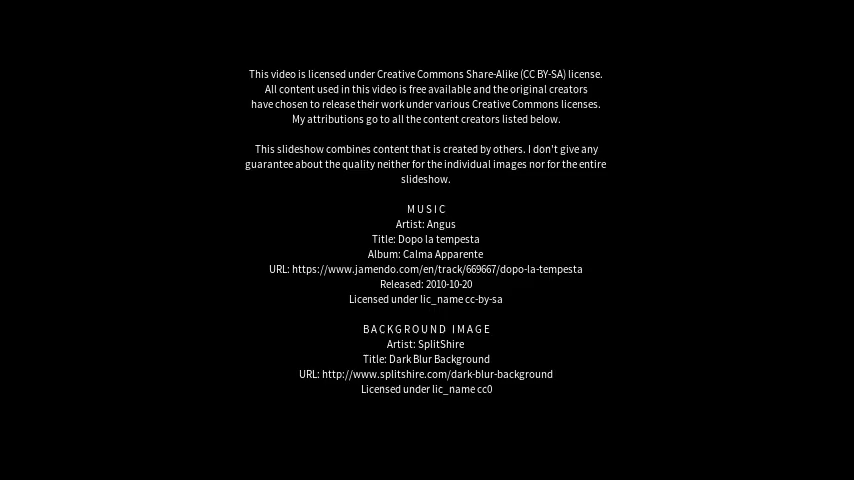 This video is licensed under Creative Commons Share-Alike (CC BY-SA) license.
All content used in this video is free available and the original creators
have chosen to release their work under various Creative Commons licenses.
My attributions go to all the content creators listed below.
This slideshow combines content that is created by others. I don't give any
guarantee about the quality neither for the individual images nor for the entire
slideshow.
M U S I C
Artist: Angus
Title: Dopo la tempesta
Album: Calma Apparente
URL: https://www.jamendo.com/en/track/669667/dopo-la-tempesta
Released: 2010-10-20
Licensed under lic_name cc-by-sa
B A C K G R O U N D   I M A G E
Artist: SplitShire
Title: Dark Blur Background
URL: http://www.splitshire.com/dark-blur-background
Licensed under lic_name cc0